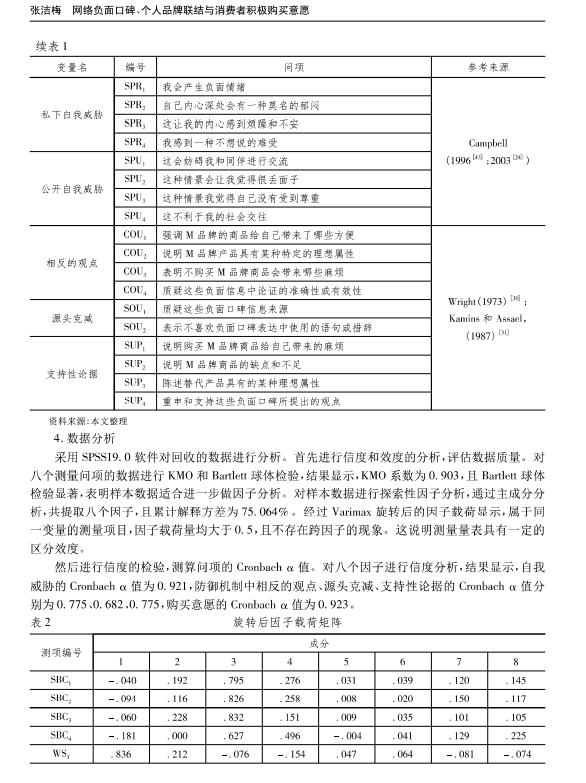 张洁梅 网络负面口碑、个人品牌联结与消费者积极购买意愿
续表 1
变量名 编号 问项 参考来源
私下自我威胁
SPR1 我会产生负面情绪
SPR2 自己内心深处会有一种莫名的郁闷
SPR3 这让我的内心感到烦躁和不安
SPR4 我感到一种不想说的难受
公开自我威胁
SPU1 这会妨碍我和同伴进行交流
SPU2 这种情景会让我觉得很丢面子
SPU3 这种情景我觉得自己没有受到尊重
SPU4 这不利于我的社会交往
Campbell
(1996[43];2003[26])
相反的观点
COU1 强调 M 品牌的商品给自己带来了哪些方便
COU2 说明 M 品牌产品具有某种特定的理想属性
COU3 表明不购买 M 品牌商品会带来哪些麻烦
COU4 质疑这些负面信息中论证的准确性或有效性
源头克减
SOU1 质疑这些负面口碑信息来源
SOU2 表示不喜欢负面口碑表达中使用的语句或措辞
支持性论据
SUP1 说明购买 M 品牌商品给自己带来的麻烦
SUP2 说明 M 品牌商品的缺点和不足
SUP3 陈述替代产品具有的某种理想属性
SUP4 重申和支持这些负面口碑所提出的观点
Wright(1973)[30];
Kamins 和 Assael,
(1987)[31]
资料来源:本文整理
4. 数据分析
采用 SPSS19. 0 软件对回收的数据进行分析。首先进行信度和效度的分析,评估数据质量。对
八个测量问项的数据进行 KMO 和 Bartlett 球体检验,结果显示,KMO 系数为 0. 903,且 Bartlett 球体
检验显著,表明样本数据适合进一步做因子分析。对样本数据进行探索性因子分析,通过主成分分
析,共提取八个因子,且累计解释方差为 75. 064%。经过 Varimax 旋转后的因子载荷显示,属于同
一变量的测量项目,因子载荷量均大于 0. 5,且不存在跨因子的现象。这说明测量量表具有一定的
区分效度。
然后进行信度的检验,测算问项的 Cronbach α 值。对八个因子进行信度分析,结果显示,自我
威胁的 Cronbach α 值为 0. 921,防御机制中相反的观点、源头克减、支持性论据的 Cronbach α 值分
别为 0. 775、0. 682、0. 775,购买意愿的 Cronbach α 值为 0. 923。
表 2 旋转后因子载荷矩阵
测项编号 成分
1 2 3 4 5 6 7 8
SBC1 -. 040 . 192 . 795 . 276 . 031 . 039 . 120 . 145
SBC2 -. 094 . 116 . 826 . 258 . 008 . 020 . 150 . 117
SBC3 -. 060 . 228 . 832 . 151 . 009 . 035 . 101 . 105
SBC4 -. 181 . 000 . 627 . 496 -. 004 . 041 . 129 . 225
WS1 . 836 . 212 -. 076 -. 154 . 047 . 064 -. 081 -. 074